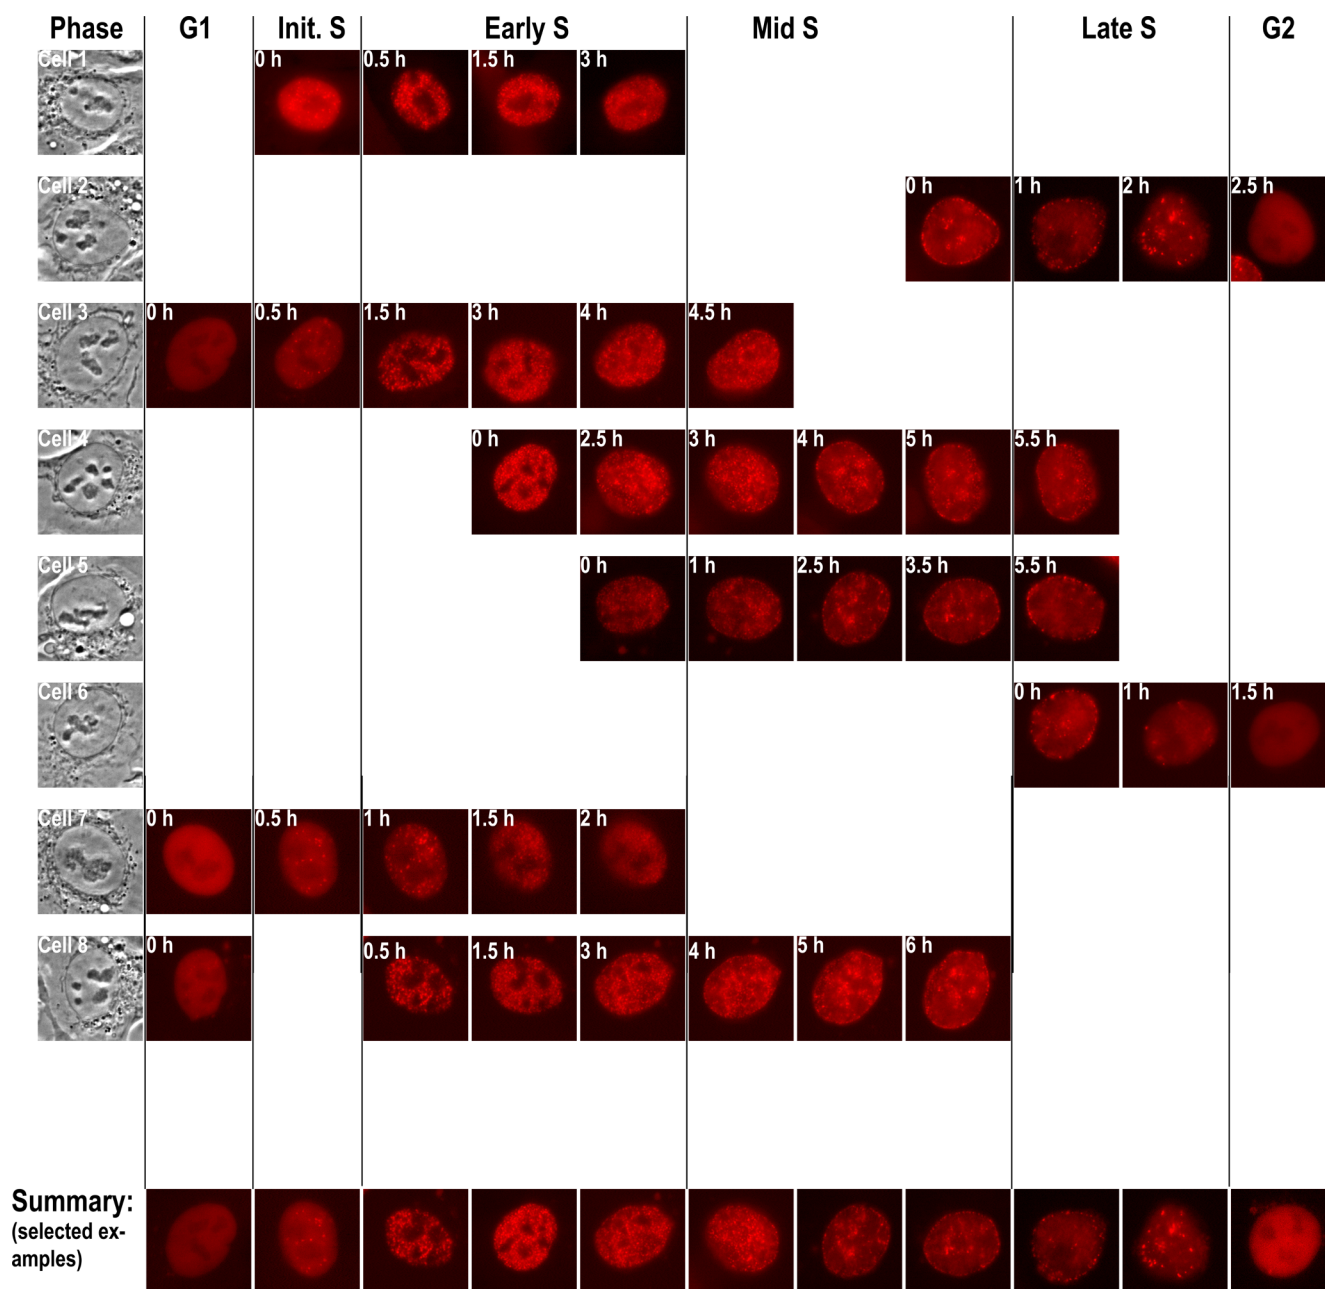 Phase G1 Init. S Early S Mid S Late S G2
Cell 1 0 h 0.5 h 1.5 h 3 h
Cell 2 0 h 1 h 2 h 2.5 h
Cell 3 0 h 0.5 h 1.5 h 3 h 4 h 4.5 h
Cell 4 0 h 2.5 h 3 h 4 h 5 h 5.5 h
Cell 5 0 h 1 h 2.5 h 3.5 h 5.5 h
Cell 6 0 h 1 h 1.5 h
Cell 7 0 h 0.5 h 1 h 1.5 h 2 h
Cell 8 0 h 0.5 h 1.5 h 3 h 4 h 5 h 6 h
Summary:
(selected ex-
amples)